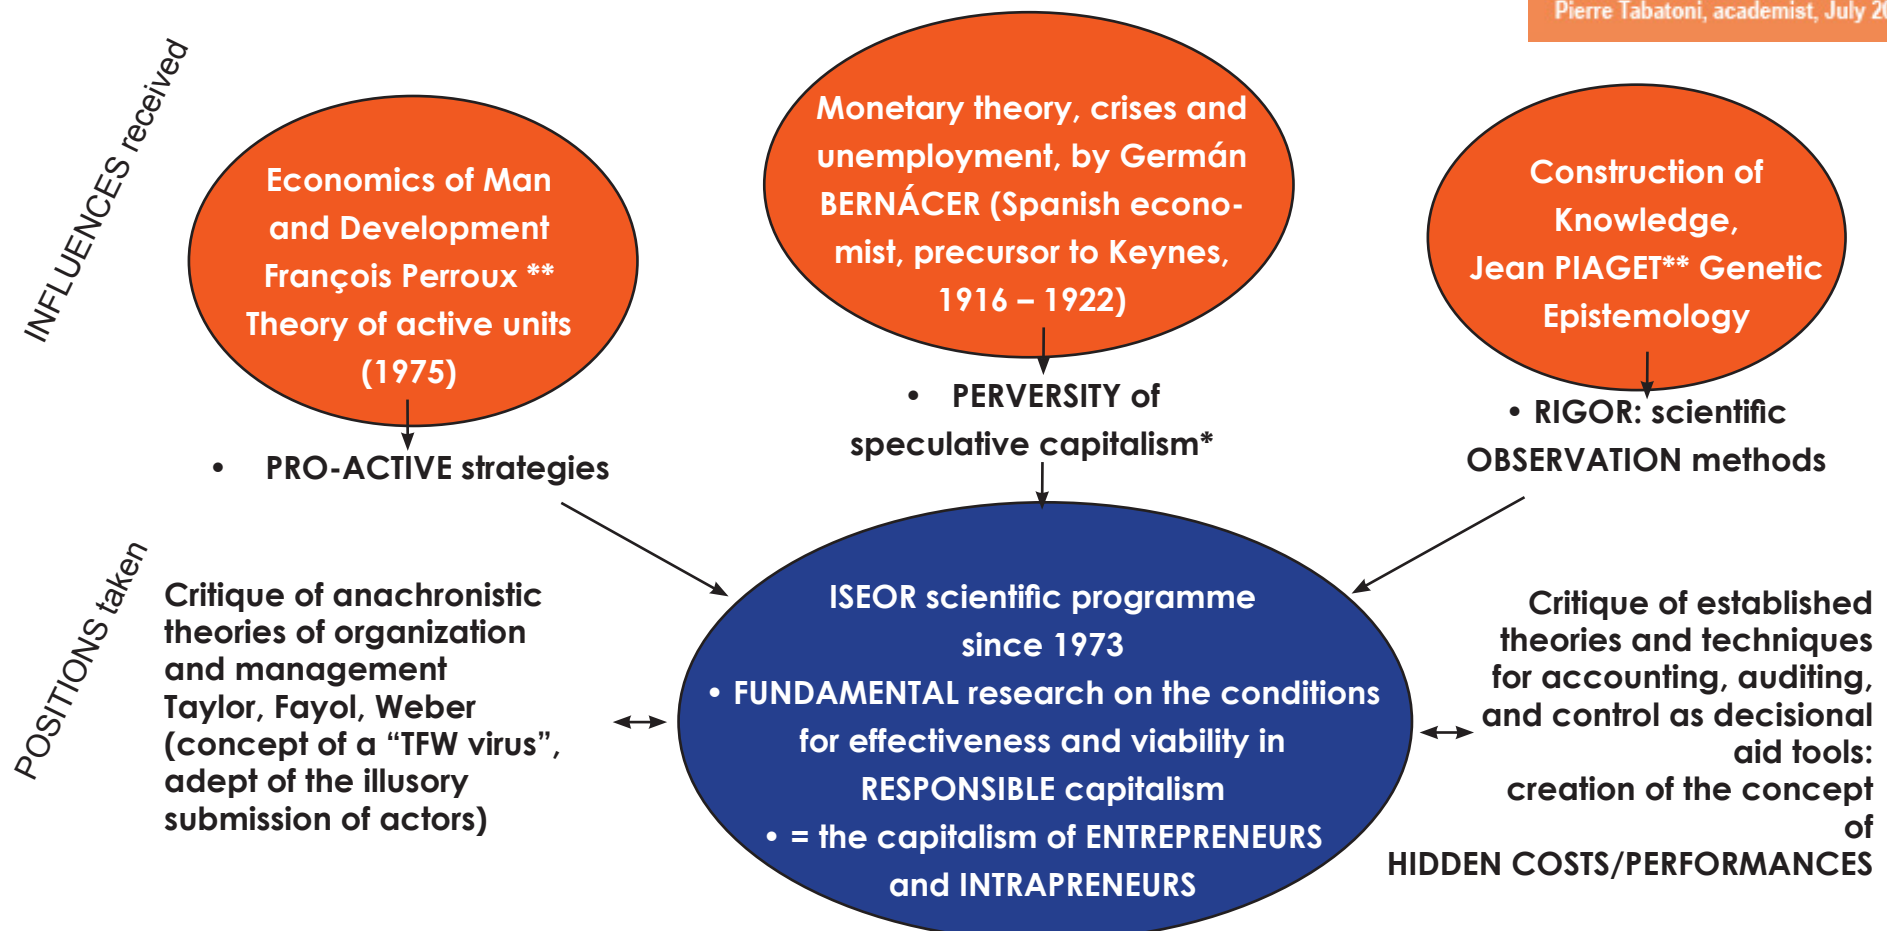 Pierre Tabatoni, academist, July
INFLUENCES received
Economics of Man
and Development
François Perroux **
Theory of active units
(1975)
• PRO-ACTIVE strategies
Monetary theory, crises and
unemployment, by Germán
BERNÁCER (Spanish econo-
mist, precursor to Keynes,
1916 – 1922)
• PERVERSITY of
speculative capitalism*
Construction of
Knowledge,
Jean PIAGET** Genetic
Epistemology
• RIGOR: scientific
OBSERVATION methods
POSITIONS taken
Critique of anachronistic
theories of organization
and management
Taylor, Fayol, Weber
(concept of a “TFW virus”,
adept of the illusory
submission of actors)
ISEOR scientific programme
since 1973
• FUNDAMENTAL research on the conditions
for effectiveness and viability in
RESPONSIBLE capitalism
• = the capitalism of ENTREPRENEURS
and INTRAPRENEURS
Critique of established
theories and techniques
for accounting, auditing,
and control as decisional
aid tools:
creation of the concept
of
HIDDEN COSTS/PERFORMANCES